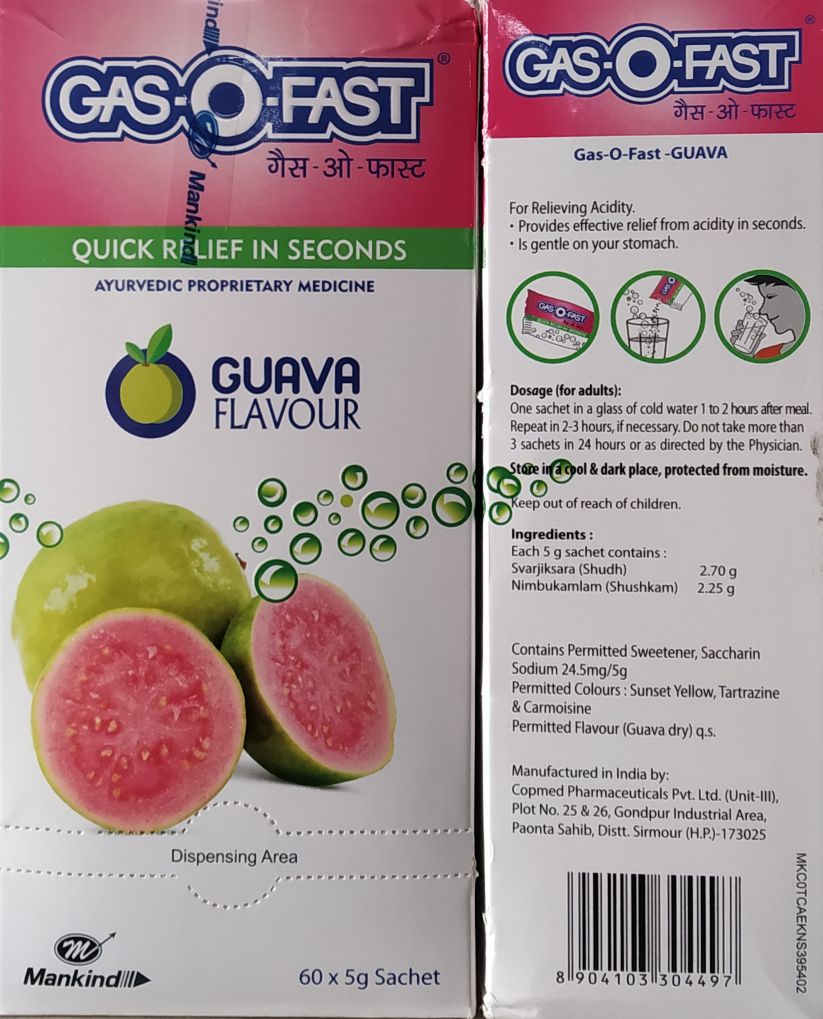 ind
GAS-O-FAST®
गैस-ओ-फास्ट
Mankind
QUICK RELIEF IN SECONDS
AYURVEDIC PROPRIETARY MEDICINE
GUAVA
FLAVOUR
Dispensing Area
m
Mankind
60 x 5g Sachet
GAS-O-FAST®
गैस-ओ-फास्ट
Gas-O-Fast -GUAVA
For Relieving Acidity.
• Provides effective relief from acidity in seconds.
• Is gentle on your stomach.
GAS-O-FAST
GAS-O-FAST
Dosage (for adults):
One sachet in a glass of cold water 1 to 2 hours after meal.
Repeat in 2-3 hours, if necessary. Do not take more than
3 sachets in 24 hours or as directed by the Physician.
Store in a cool & dark place, protected from moisture.
Keep out of reach of children.
Ingredients :
Each 5 g sachet contains :
Svarjiksara (Shudh) 2.70 g
Nimbukamlam (Shushkam) 2.25 g
Contains Permitted Sweetener, Saccharin
Sodium 24.5mg/5g
Permitted Colours : Sunset Yellow, Tartrazine
& Carmoisine
Permitted Flavour (Guava dry) q.s.
Manufactured in India by:
Copmed Pharmaceuticals Pvt. Ltd. (Unit-III),
Plot No. 25 & 26, Gondpur Industrial Area,
Paonta Sahib, Distt. Sirmour (H.P.)-173025
MKC0TCAEKNS395402
8 904103 304497